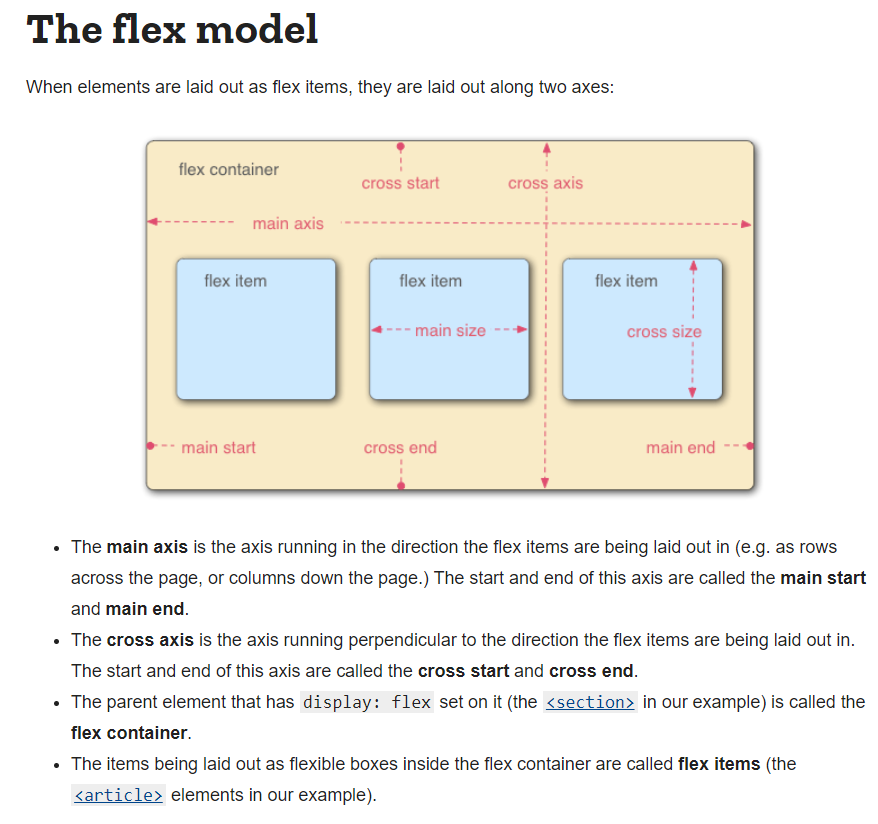 The flex model
When elements are laid out as flex items, they are laid out along two axes:
flex container
cross start
cross axis
main axis
flex item
flex item
flex item
main size
cross size
main start
cross end
main end
• The main axis is the axis running in the direction the flex items are being laid out in (e.g. as rows
across the page, or columns down the page.) The start and end of this axis are called the main start
and main end.
• The cross axis is the axis running perpendicular to the direction the flex items are being laid out in.
The start and end of this axis are called the cross start and cross end.
• The parent element that has display: flex set on it (the <section> in our example) is called the
flex container.
• The items being laid out as flexible boxes inside the flex container are called flex items (the
<article> elements in our example).